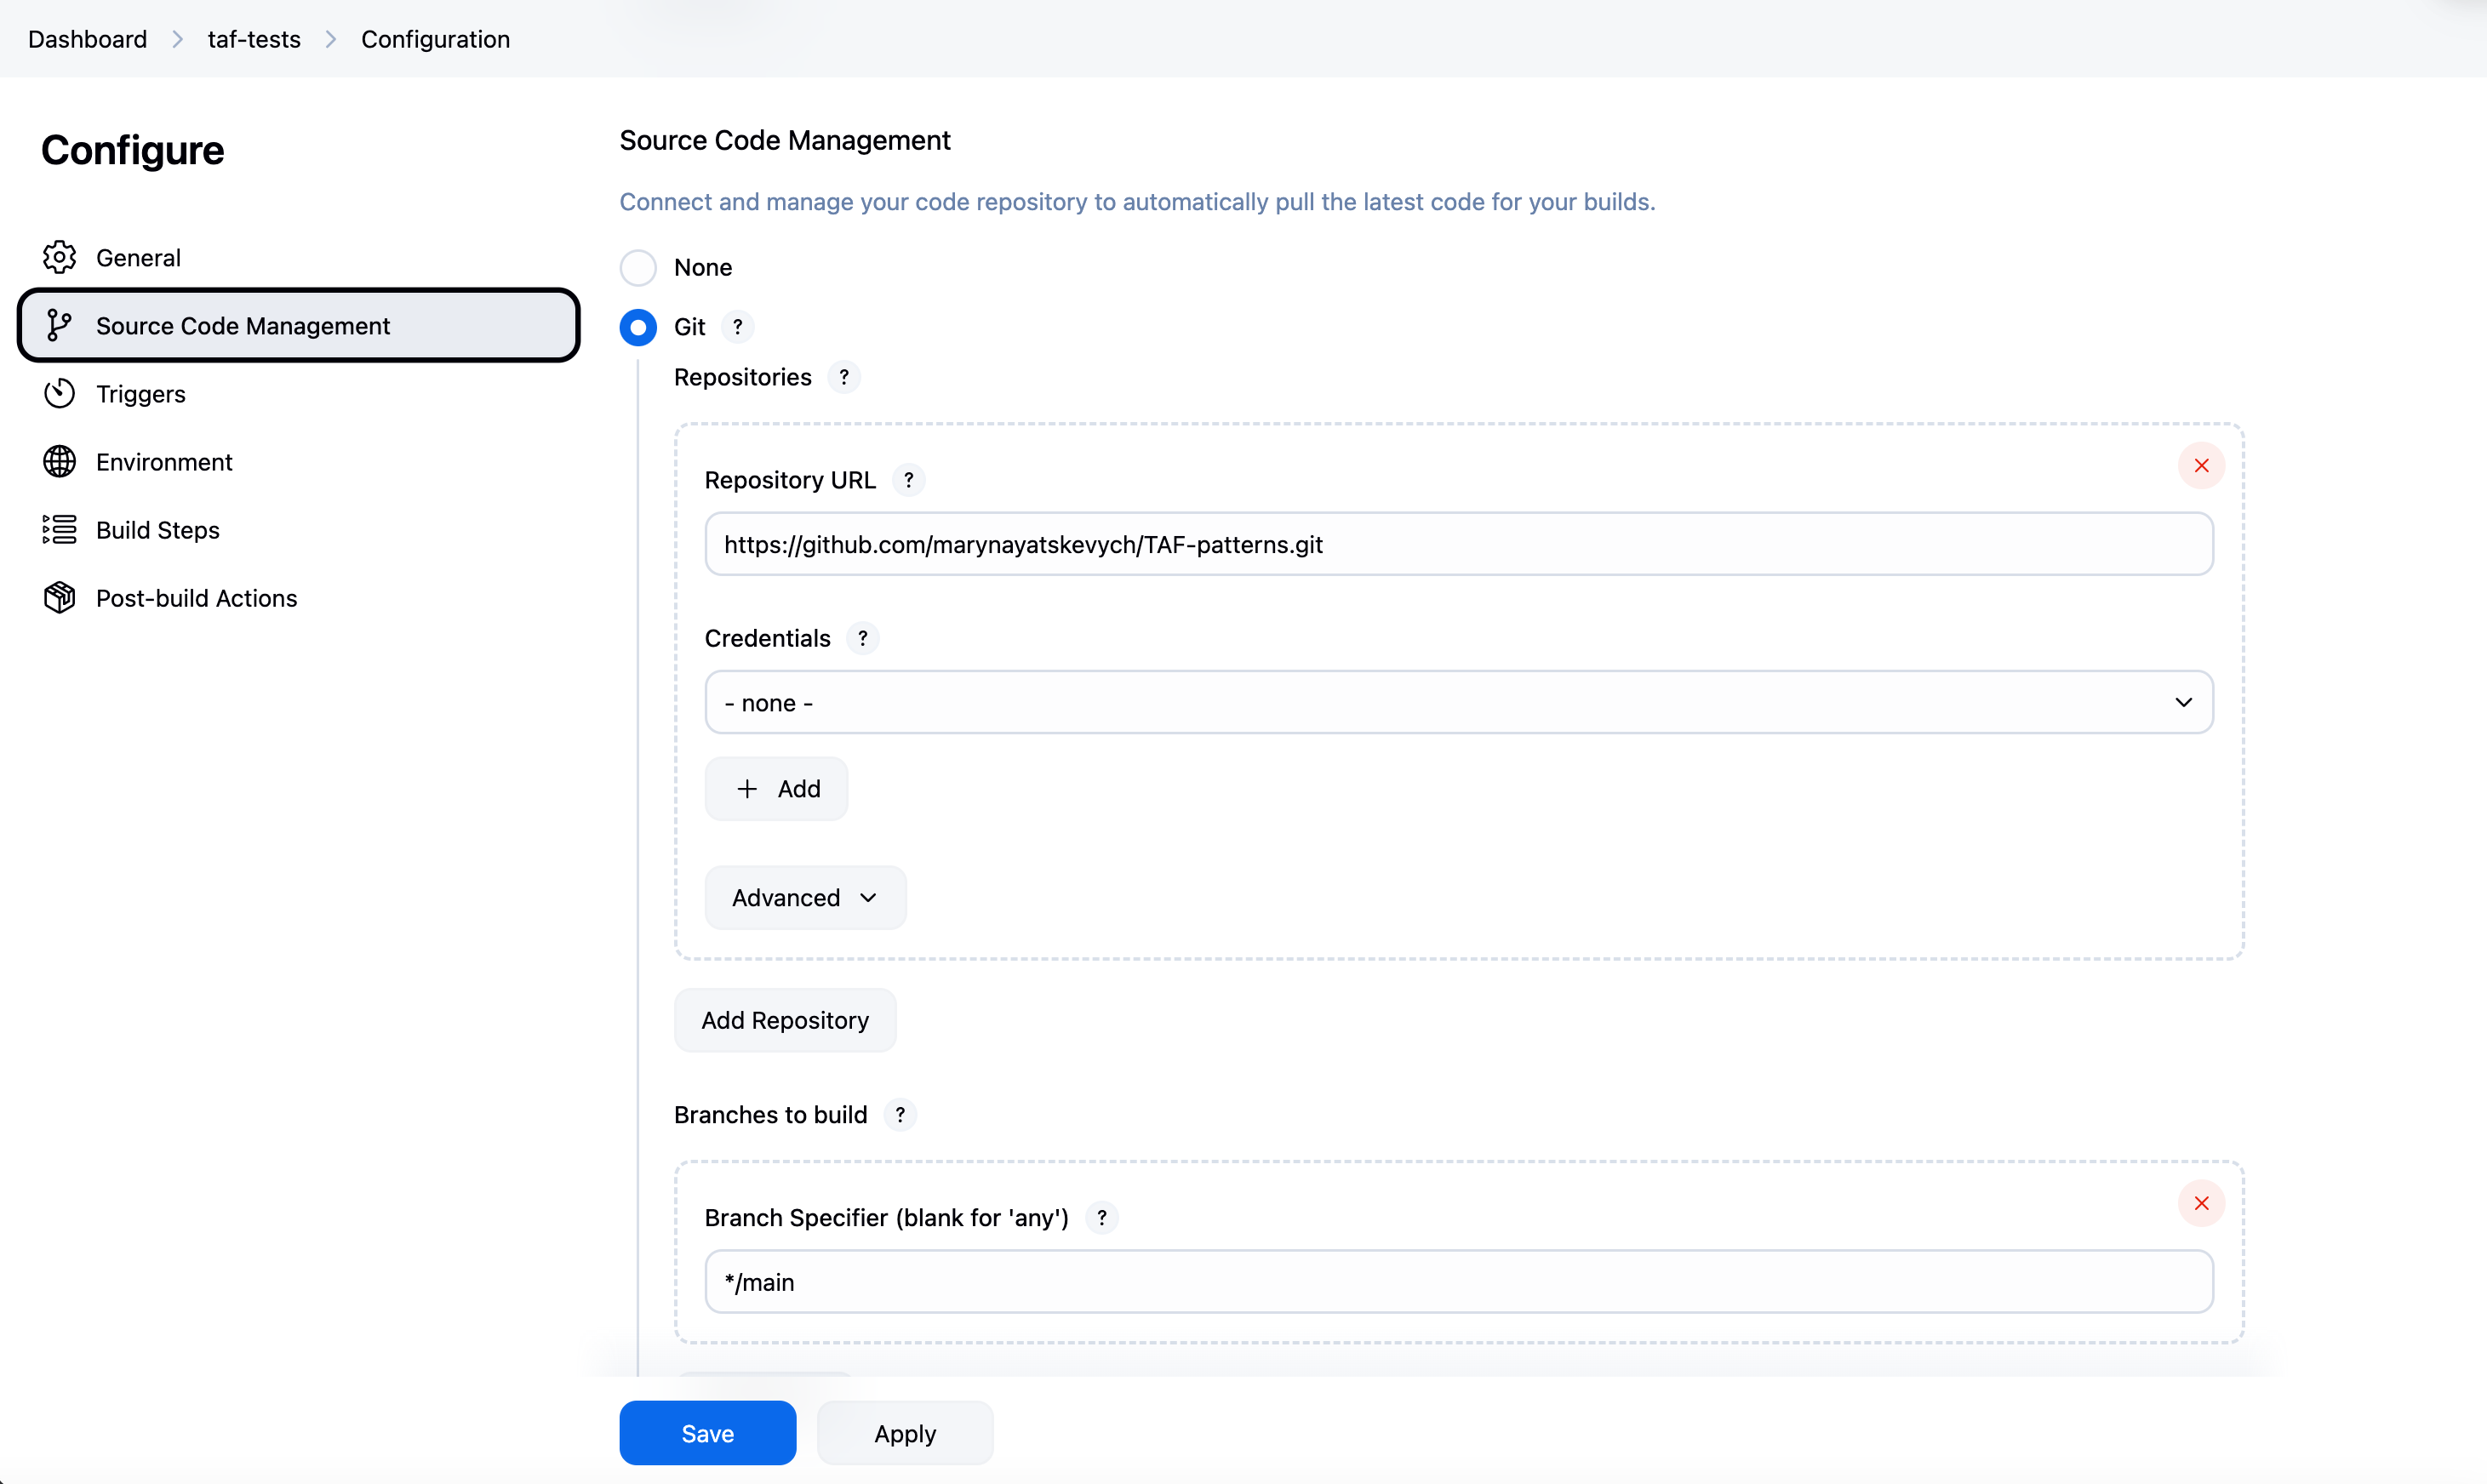 Dashboard > taf-tests > Configuration
Configure
General
Source Code Management
Triggers
Environment
Build Steps
Post-build Actions
Source Code Management
Connect and manage your code repository to automatically pull the latest code for your builds.
None
Git ?
Repositories ?
Repository URL ?
https://github.com/marynayatskevych/TAF-patterns.git
Credentials ?
- none -
+ Add
Advanced
Add Repository
Branches to build ?
Branch Specifier (blank for 'any') ?
*/main
Save
Apply